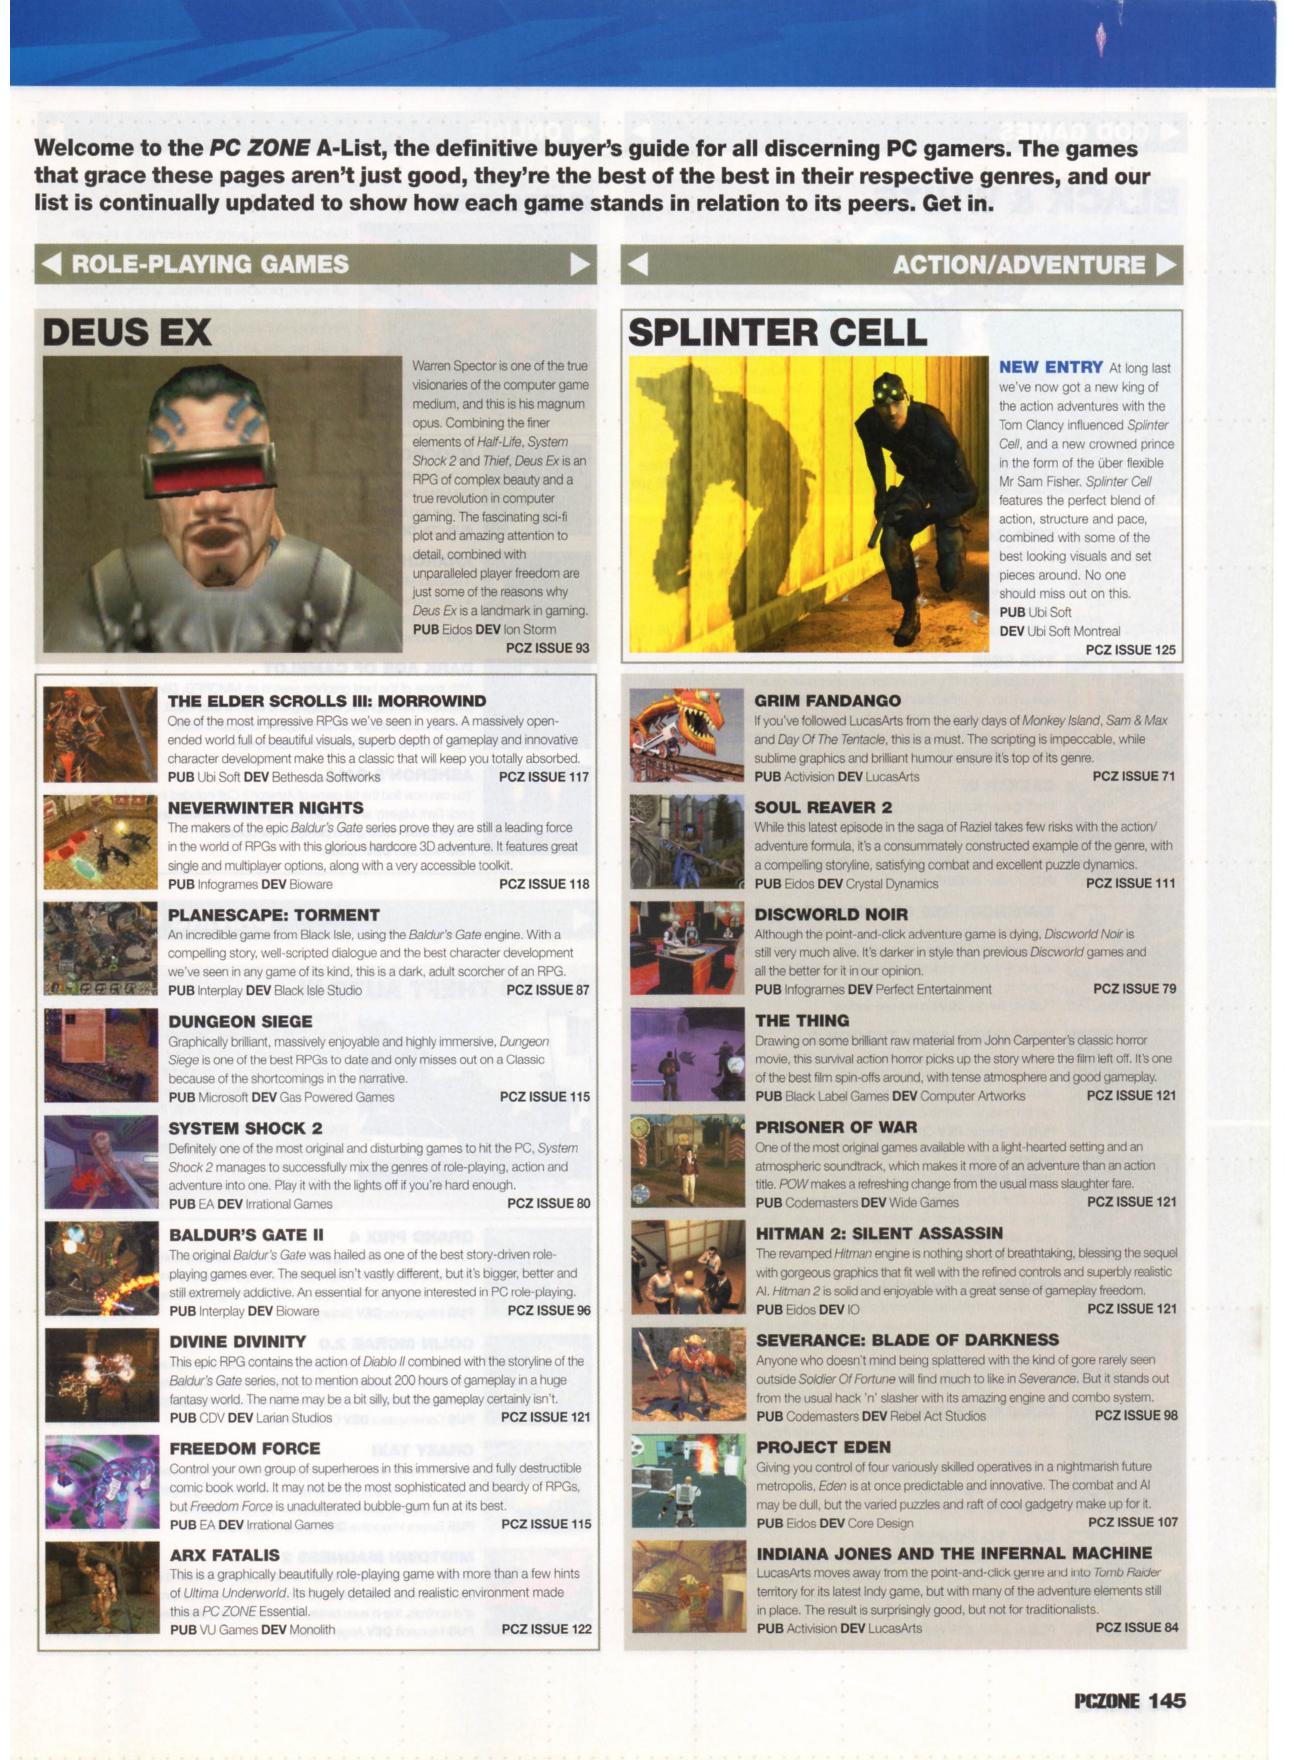 Welcome to the PC ZONE A-List, the definitive buyer's guide for all discerning PC gamers. The games
that grace these pages aren't just good, they're the best of the best in their respective genres, and our
list is continually updated to show how each game stands in relation to its peers. Get in.
ROLE-PLAYING GAMES
DEUS EX
Warren Spector is one of the true
visionaries of the computer game
medium, and this is his magnum
opus. Combining the finer
elements of Half-Life, System
Shock 2 and Thief, Deus Ex is an
RPG of complex beauty and a
true revolution in computer
gaming. The fascinating sci-fi
plot and amazing attention to
detail, combined with
unparalleled player freedom are
just some of the reasons why
Deus Ex is a landmark in gaming.
PUB Eidos DEV Ion Storm
PCZ ISSUE 93
THE ELDER SCROLLS III: MORROWIND
One of the most impressive RPGs we've seen in years. A massively open-
ended world full of beautiful visuals, superb depth of gameplay and innovative
character development make this a classic that will keep you totally absorbed.
PUB Ubi Soft DEV Bethesda Softworks PCZ ISSUE 117
NEVERWINTER NIGHTS
The makers of the epic Baldur's Gate series prove they are still a leading force
in the world of RPGs with this glorious hardcore 3D adventure. It features great
single and multiplayer options, along with a very accessible toolkit.
PUB Infogrames DEV Bioware PCZ ISSUE 118
PLANESCAPE: TORMENT
An incredible game from Black Isle, using the Baldur's Gate engine. With a
compelling story, well-scripted dialogue and the best character development
we've seen in any game of its kind, this is a dark, adult scorcher of an RPG.
PUB Interplay DEV Black Isle Studio PCZ ISSUE 87
DUNGEON SIEGE
Graphically brilliant, massively enjoyable and highly immersive, Dungeon
Siege is one of the best RPGs to date and only misses out on a Classic
because of the shortcomings in the narrative.
PUB Microsoft DEV Gas Powered Games PCZ ISSUE 115
SYSTEM SHOCK 2
Definitely one of the most original and disturbing games to hit the PC, System
Shock 2 manages to successfully mix the genres of role-playing, action and
adventure into one. Play it with the lights off if you're hard enough.
PUB EA DEV Irrational Games PCZ ISSUE 80
BALDUR'S GATE II
The original Baldur's Gate was hailed as one of the best story-driven role-
playing games ever. The sequel isn't vastly different, but it's bigger, better and
still extremely addictive. An essential for anyone interested in PC role-playing.
PUB Interplay DEV Bioware PCZ ISSUE 96
DIVINE DIVINITY
This epic RPG contains the action of Diablo II combined with the storyline of the
Baldur's Gate series, not to mention about 200 hours of gameplay in a huge
fantasy world. The name may be a bit silly, but the gameplay certainly isn't.
PUB CDV DEV Larian Studios PCZ ISSUE 121
FREEDOM FORCE
Control your own group of superheroes in this immersive and fully destructible
comic book world. It may not be the most sophisticated and beardy of RPGs,
but Freedom Force is unadulterated bubble-gum fun at its best.
PUB EA DEV Irrational Games PCZ ISSUE 115
ARX FATALIS
This is a graphically beautifully role-playing game with more than a few hints
of Ultima Underworld. Its hugely detailed and realistic environment made
this a PC ZONE Essential.
PUB VU Games DEV Monolith PCZ ISSUE 122
ACTION/ADVENTURE
SPLINTER CELL
NEW ENTRY At long last
we've now got a new king of
the action adventures with the
Tom Clancy influenced Splinter
Cell, and a new crowned prince
in the form of the über flexible
Mr Sam Fisher. Splinter Cell
features the perfect blend of
action, structure and pace,
combined with some of the
best looking visuals and set
pieces around. No one
should miss out on this.
PUB Ubi Soft
DEV Ubi Soft Montreal
PCZ ISSUE 125
GRIM FANDANGO
If you've followed LucasArts from the early days of Monkey Island, Sam & Max
and Day Of The Tentacle, this is a must. The scripting is impeccable, while
sublime graphics and brilliant humour ensure it's top of its genre.
PUB Activision DEV LucasArts PCZ ISSUE 71
SOUL REAVER 2
While this latest episode in the saga of Raziel takes few risks with the action/
adventure formula, it's a consummately constructed example of the genre, with
a compelling storyline, satisfying combat and excellent puzzle dynamics.
PUB Eidos DEV Crystal Dynamics PCZ ISSUE 111
DISCWORLD NOIR
Although the point-and-click adventure game is dying, Discworld Noir is
still very much alive. It's darker in style than previous Discworld games and
all the better for it in our opinion.
PUB Infogrames DEV Perfect Entertainment PCZ ISSUE 79
THE THING
Drawing on some brilliant raw material from John Carpenter's classic horror
movie, this survival action horror picks up the story where the film left off. It's one
of the best film spin-offs around, with tense atmosphere and good gameplay.
PUB Black Label Games DEV Computer Artworks PCZ ISSUE 121
PRISONER OF WAR
One of the most original games available with a light-hearted setting and an
atmospheric soundtrack, which makes it more of an adventure than an action
title. POW makes a refreshing change from the usual mass slaughter fare.
PUB Codemasters DEV Wide Games PCZ ISSUE 121
HITMAN 2: SILENT ASSASSIN
The revamped Hitman engine is nothing short of breathtaking, blessing the sequel
with gorgeous graphics that fit well with the refined controls and superbly realistic
AI. Hitman 2 is solid and enjoyable with a great sense of gameplay freedom.
PUB Eidos DEV IO PCZ ISSUE 121
SEVERANCE: BLADE OF DARKNESS
Anyone who doesn't mind being splattered with the kind of gore rarely seen
outside Soldier Of Fortune will find much to like in Severance. But it stands out
from the usual hack 'n' slasher with its amazing engine and combo system.
PUB Codemasters DEV Rebel Act Studios PCZ ISSUE 98
PROJECT EDEN
Giving you control of four variously skilled operatives in a nightmarish future
metropolis, Eden is at once predictable and innovative. The combat and AI
may be dull, but the varied puzzles and raft of cool gadgetry make up for it.
PUB Eidos DEV Core Design PCZ ISSUE 107
INDIANA JONES AND THE INFERNAL MACHINE
LucasArts moves away from the point-and-click genre and into Tomb Raider
territory for its latest Indy game, but with many of the adventure elements still
in place. The result is surprisingly good, but not for traditionalists.
PUB Activision DEV LucasArts PCZ ISSUE 84
PCZONE 145